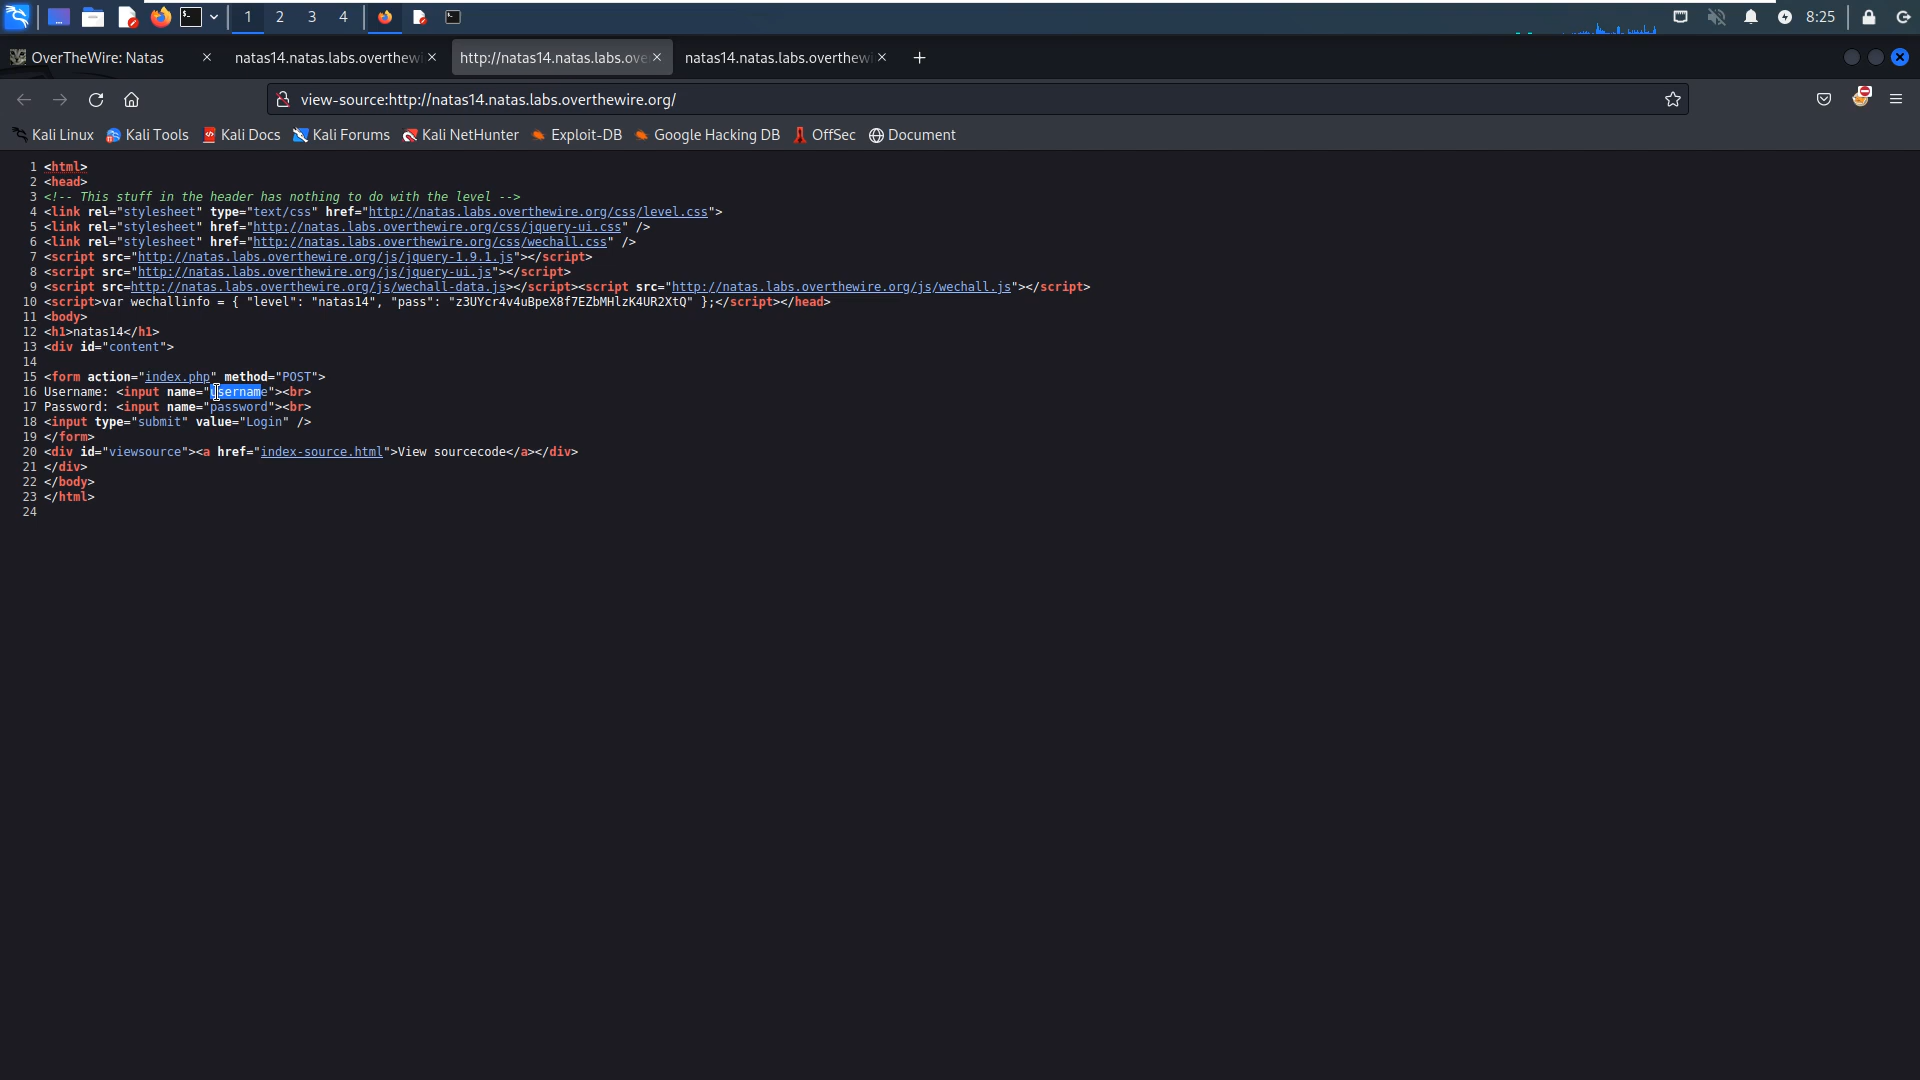 1 2 3 4 8:25
OverTheWire: Natas natas14.natas.labs.overthewi http://natas14.natas.labs.ove natas14.natas.labs.overthewi
view-source:http://natas14.natas.labs.overthewire.org/
Kali Linux Kali Tools Kali Docs Kali Forums Kali NetHunter Exploit-DB Google Hacking DB OffSec Document
1 <html>
2 <head>
3 <!-- This stuff in the header has nothing to do with the level -->
4 <link rel="stylesheet" type="text/css" href="http://natas.labs.overthewire.org/css/level.css">
5 <link rel="stylesheet" href="http://natas.labs.overthewire.org/css/jquery-ui.css" />
6 <link rel="stylesheet" href="http://natas.labs.overthewire.org/css/wechall.css" />
7 <script src="http://natas.labs.overthewire.org/js/jquery-1.9.1.js"></script>
8 <script src="http://natas.labs.overthewire.org/js/jquery-ui.js"></script>
9 <script src=http://natas.labs.overthewire.org/js/wechall-data.js></script><script src="http://natas.labs.overthewire.org/js/wechall.js"></script>
10 <script>var wechallinfo = { "level": "natas14", "pass": "z3UYcr4v4uBpeX8f7EZbMHlzK4UR2XtQ" };</script></head>
11 <body>
12 <h1>natas14</h1>
13 <div id="content">
14
15 <form action="index.php" method="POST">
16 Username: <input name="username"><br>
17 Password: <input name="password"><br>
18 <input type="submit" value="Login" />
19 </form>
20 <div id="viewsource"><a href="index-source.html">View sourcecode</a></div>
21 </div>
22 </body>
23 </html>
24